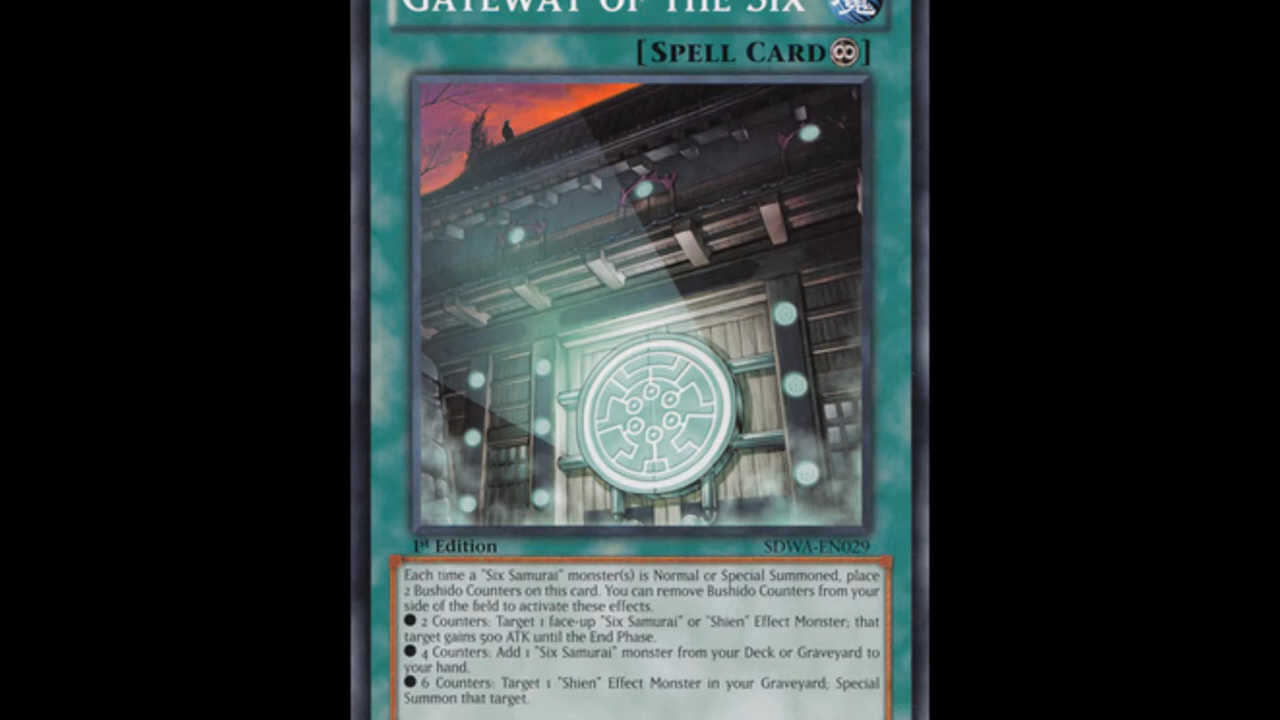 GATEWAY OF THE SIX
[SPELL CARD]
1st Edition
SDWA-EN029
Each time a "Six Samurai" monster(s) is Normal or Special Summoned, place
2 Bushido Counters on this card. You can remove Bushido Counters from your
side of the field to activate these effects.
● 2 Counters: Target 1 face-up "Six Samurai" or "Shien" Effect Monster; that
target gains 500 ATK until the End Phase.
● 4 Counters: Add 1 "Six Samurai" monster from your Deck or Graveyard to
your hand.
● 6 Counters: Target 1 "Shien" Effect Monster in your Graveyard; Special
Summon that target.